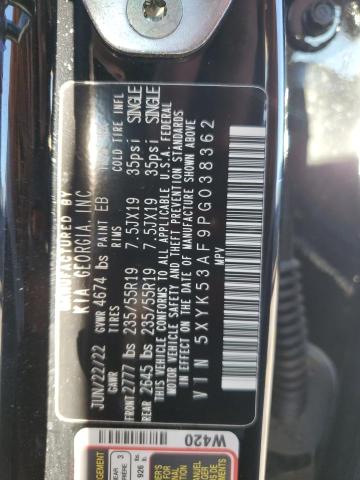 MANUFACTURED BY
KIA GEORGIA INC.
JUN/22/22 GVWR 4674 lbs PAINT EB
GAWR TIRES RIMS COLD TIRE INFL
FRONT 2777 lbs 235/55R19 7.5JX19 35psi SINGLE
REAR 2645 lbs 235/55R19 7.5JX19 35psi SINGLE
THIS VEHICLE CONFORMS TO ALL APPLICABLE U.S.A. FEDERAL
MOTOR VEHICLE SAFETY AND THEFT PREVENTION STANDARDS
IN EFFECT ON THE DATE OF MANUFACTURE SHOWN ABOVE
VIN 5XYK53AF9PG038362
MPV
W420
3
926 lbs.